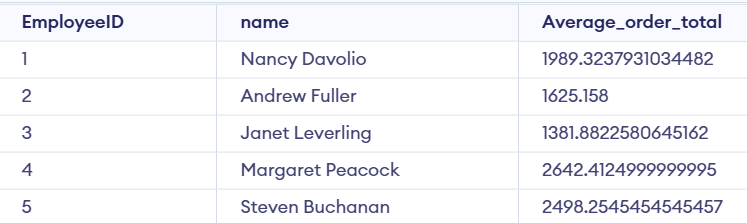 EmployeeID name Average_order_total
1 Nancy Davolio 1989.3237931034482
2 Andrew Fuller 1625.158
3 Janet Leverling 1381.8822580645162
4 Margaret Peacock 2642.4124999999995
5 Steven Buchanan 2498.2545454545457